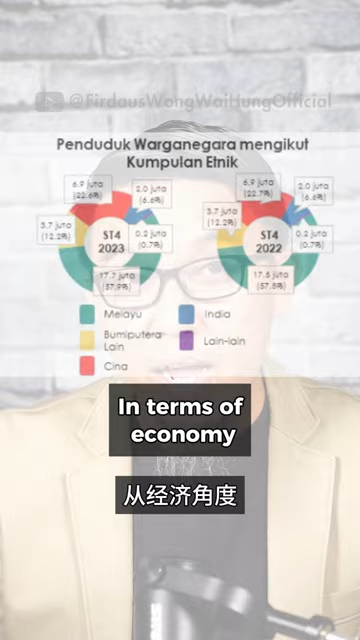 @FirdausWongWaiHungOfficial
Penduduk Warganegara mengikut
Kumpulan Etnik
6.9 juta
(22.6%)
2.0 juta
(6.6%)
3.7 juta
(12.2%)
0.2 juta
(0.7%)
ST4
2023
17.7 juta
(57.9%)
6.9 juta
(22.7%)
2.0 juta
(6.6%)
3.7 juta
(12.2%)
0.2 juta
(0.7%)
ST4
2022
17.5 juta
(57.8%)
Melayu
India
Bumiputera
Lain
Lain-lain
Cina
In terms of
economy
从经济角度